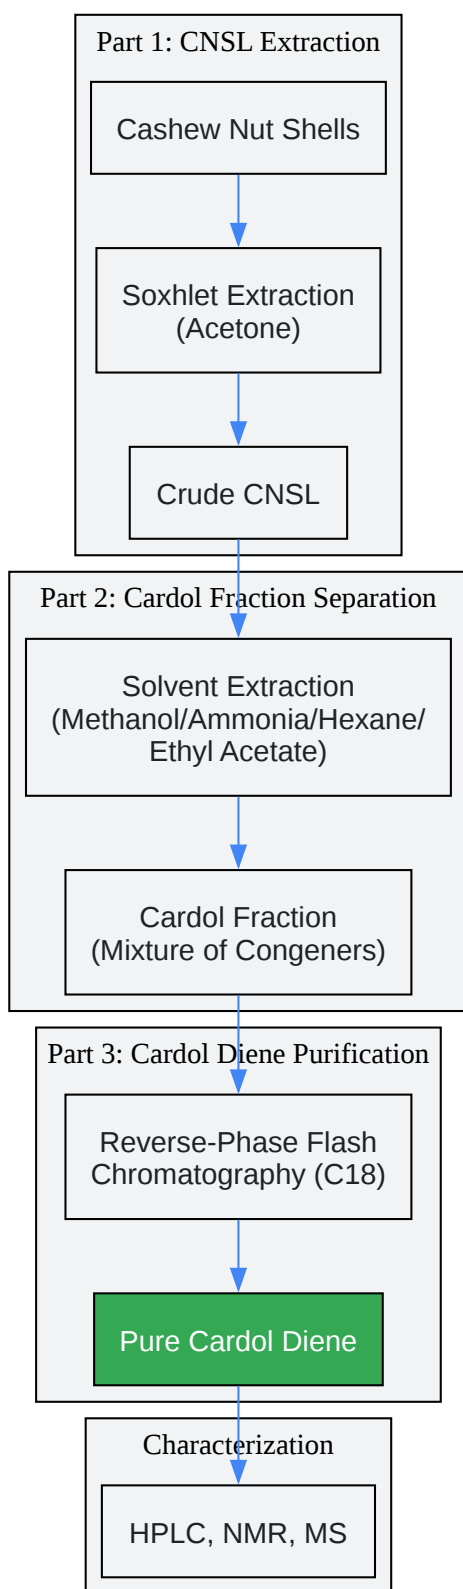 Part 1: CNSL Extraction
Cashew Nut Shells
Soxhlet Extraction
(Acetone)
Crude CNSL
Part 2: Cardol Fraction Separation
Solvent Extraction
(Methanol/Ammonia/Hexane/
Ethyl Acetate)
Cardol Fraction
(Mixture of Congeners)
Part 3: Cardol Diene Purification
Reverse-Phase Flash
Chromatography (C18)
Pure Cardol Diene
Characterization
HPLC, NMR, MS